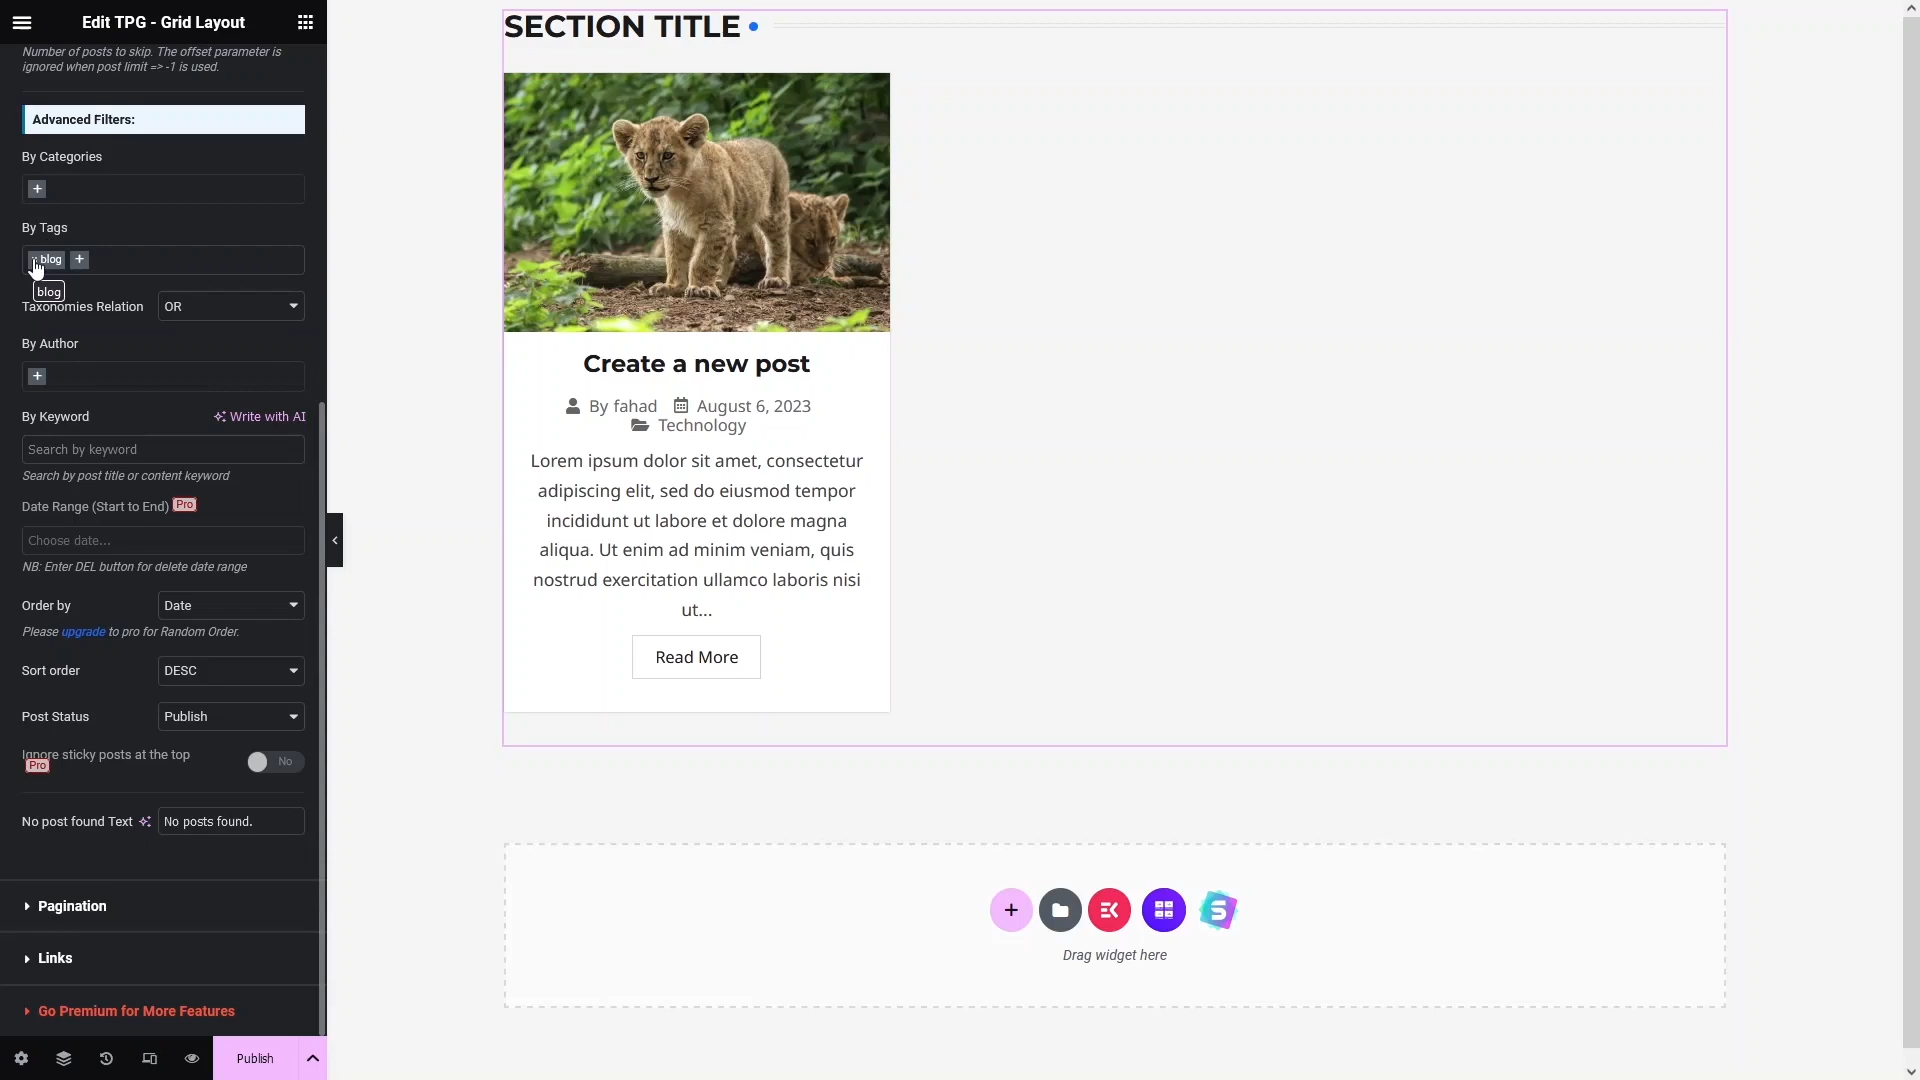 Edit TPG - Grid Layout
Number of posts to skip. The offset parameter is
ignored when post limit => -1 is used.
Advanced Filters:
By Categories
+
By Tags
blog +
blog
Taxonomies Relation OR
By Author
+
By Keyword Write with AI
Search by keyword
Search by post title or content keyword
Date Range (Start to End) Pro
Choose date...
NB: Enter DEL button for delete date range
Order by Date
Please upgrade to pro for Random Order.
Sort order DESC
Post Status Publish
Ignore sticky posts at the top No
Pro
No post found Text No posts found.
Pagination
Links
Go Premium for More Features
Publish
SECTION TITLE
Create a new post
By fahad August 6, 2023
Technology
Lorem ipsum dolor sit amet, consectetur
adipiscing elit, sed do eiusmod tempor
incididunt ut labore et dolore magna
aliqua. Ut enim ad minim veniam, quis
nostrud exercitation ullamco laboris nisi
ut...
Read More
Drag widget here